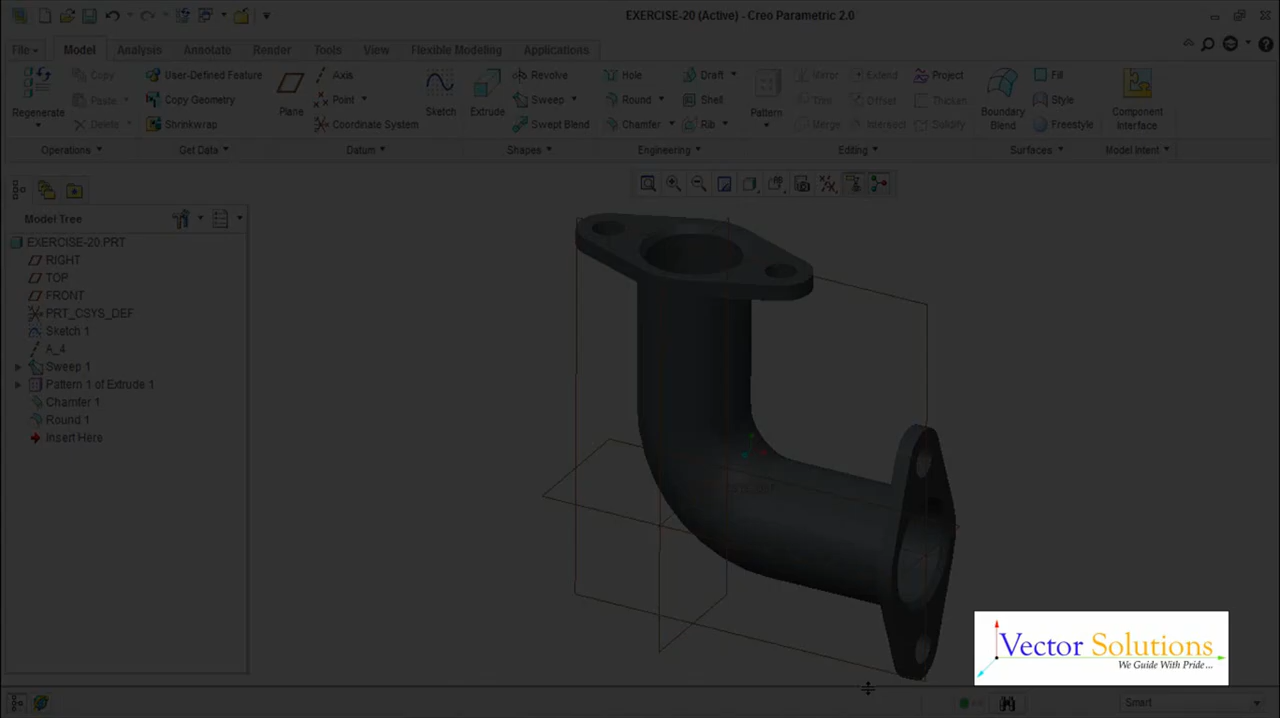 EXERCISE-20 (Active) - Creo Parametric 2.0
File Model Analysis Annotate Render Tools View Flexible Modeling Applications
Copy User-Defined Feature Axis Revolve Hole Draft Mirror Extend Project Fill
Paste Copy Geometry Point Sweep Round Shell Trim Offset Thicken Style
Regenerate Plane Sketch Extrude Pattern Boundary Blend Component Interface
Delete Shrinkwrap Coordinate System Swept Blend Chamfer Rib Merge Intersect Solidify Freestyle
Operations Get Data Datum Shapes Engineering Editing Surfaces Model Intent
Model Tree
EXERCISE-20.PRT
RIGHT
TOP
FRONT
PRT_CSYS_DEF
Sketch 1
A_4
Sweep 1
Pattern 1 of Extrude 1
Chamfer 1
Round 1
Insert Here
Vector Solutions
We Guide With Pride...
Smart